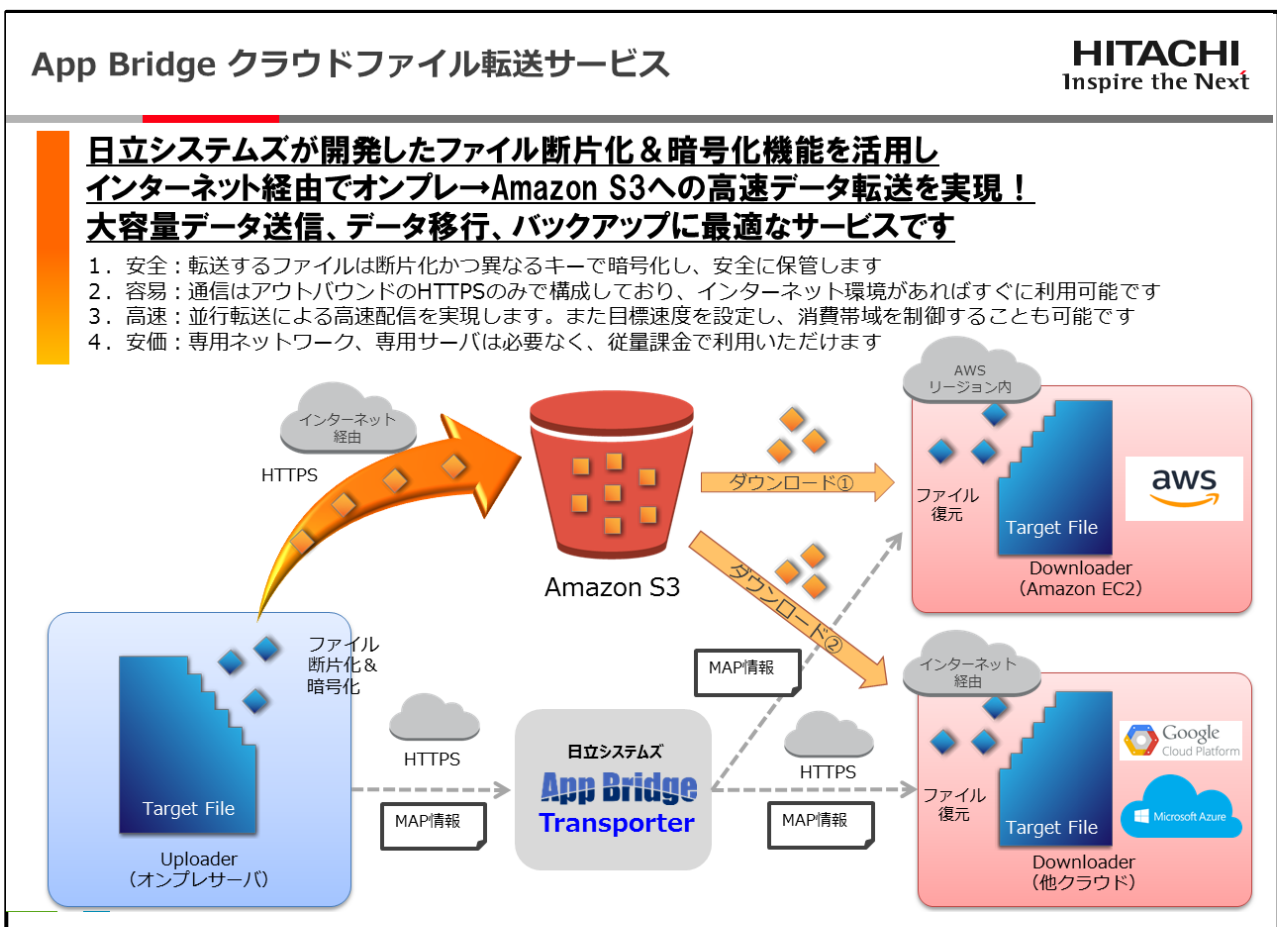 App Bridge クラウドファイル転送サービス
HITACHI
Inspire the Next
日立システムズが開発したファイル断片化＆暗号化機能を活用し
インターネット経由でオンプレ→Amazon S3への高速データ転送を実現！
大容量データ送信、データ移行、バックアップに最適なサービスです
1．安全：転送するファイルは断片化かつ異なるキーで暗号化し、安全に保管します
2．容易：通信はアウトバウンドのHTTPSのみで構成しており、インターネット環境があればすぐに利用可能です
3．高速：並行転送による高速配信を実現します。また目標速度を設定し、消費帯域を制御することも可能です
4．安価：専用ネットワーク、専用サーバは必要なく、従量課金で利用いただけます
インターネット
経由
HTTPS
Amazon S3
ダウンロード①
ダウンロード②
AWS
リージョン内
ファイル
復元
Target File
aws
Downloader
（Amazon EC2）
ファイル
断片化＆
暗号化
Target File
Uploader
（オンプレサーバ）
HTTPS
MAP情報
日立システムズ
App Bridge
Transporter
MAP情報
HTTPS
MAP情報
インターネット
経由
ファイル
復元
Target File
Google
Cloud Platform
Microsoft Azure
Downloader
（他クラウド）